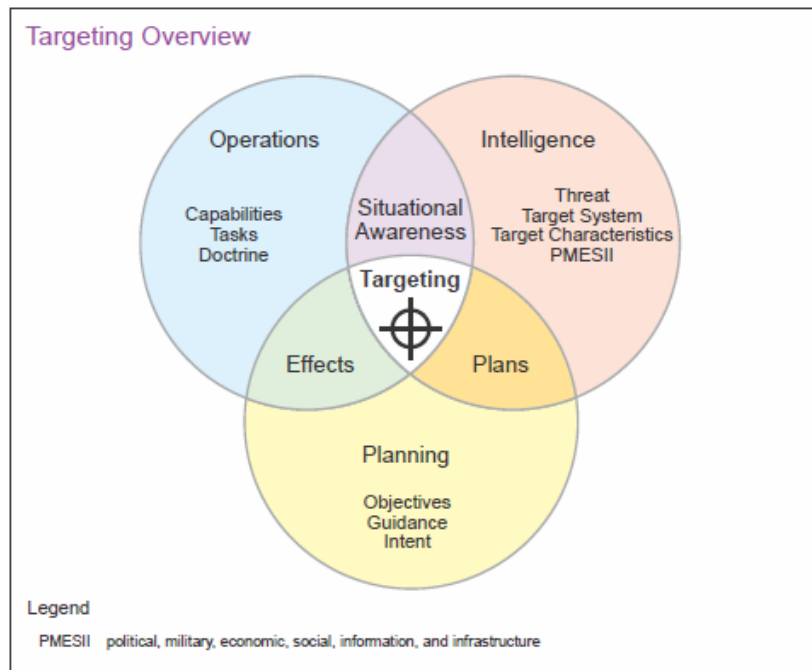 Targeting Overview
Operations
Intelligence
Capabilities
Tasks
Doctrine
Situational
Awareness
Threat
Target System
Target Characteristics
PMESII
Targeting
Effects
Plans
Planning
Objectives
Guidance
Intent
Legend
PMESII political, military, economic, social, information, and infrastructure